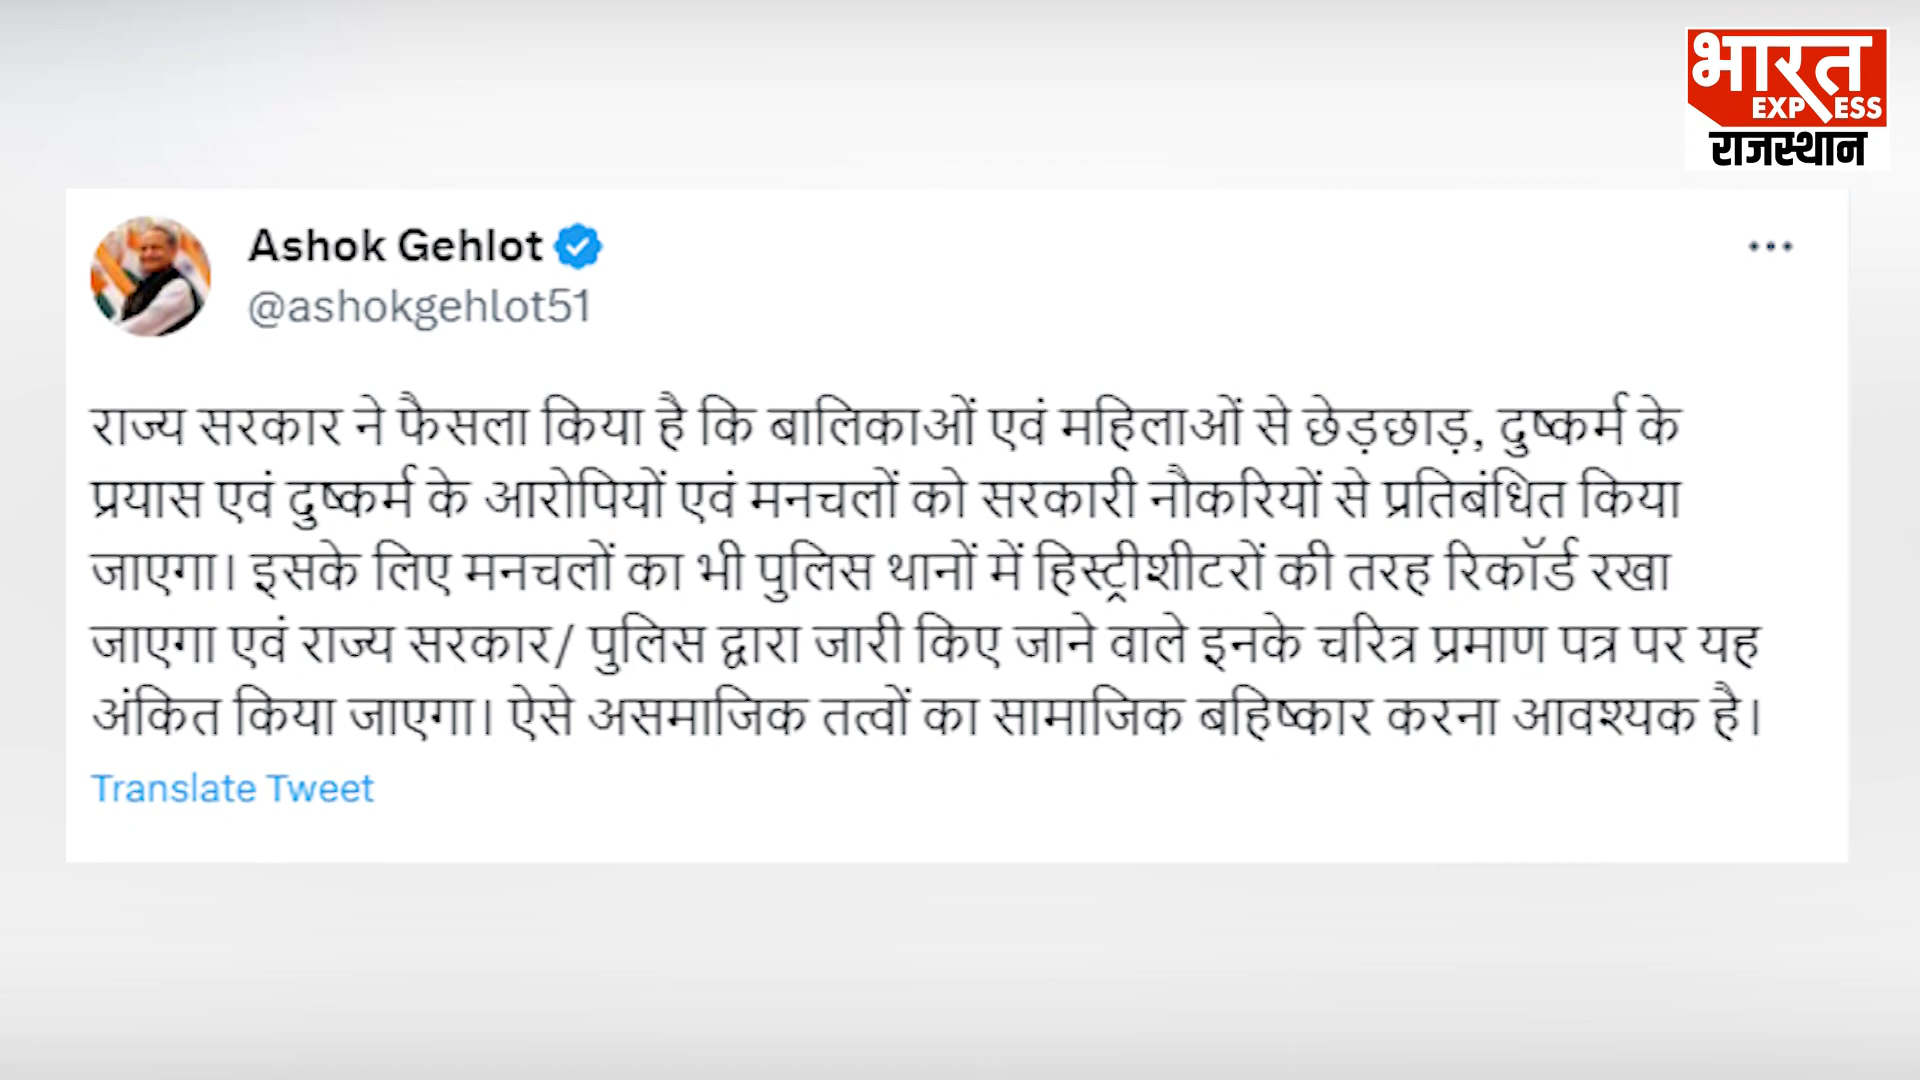 भारत
EXPRESS
राजस्थान
Ashok Gehlot
@ashokgehlot51
राज्य सरकार ने फैसला किया है कि बालिकाओं एवं महिलाओं से छेड़छाड़, दुष्कर्म के
प्रयास एवं दुष्कर्म के आरोपियों एवं मनचलों को सरकारी नौकरियों से प्रतिबंधित किया
जाएगा। इसके लिए मनचलों का भी पुलिस थानों में हिस्ट्रीशीटरों की तरह रिकॉर्ड रखा
जाएगा एवं राज्य सरकार/ पुलिस द्वारा जारी किए जाने वाले इनके चरित्र प्रमाण पत्र पर यह
अंकित किया जाएगा। ऐसे असमाजिक तत्वों का सामाजिक बहिष्कार करना आवश्यक है।
Translate Tweet